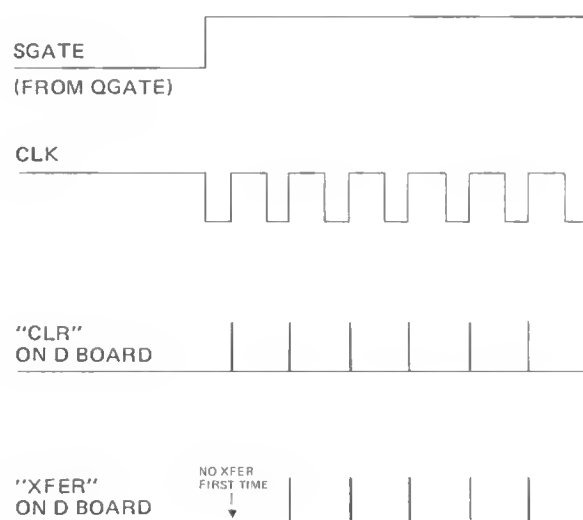 SGATE
(FROM QGATE)
CLK
"CLR"
ON D BOARD
"XFER"
ON D BOARD
NO XFER
FIRST TIME